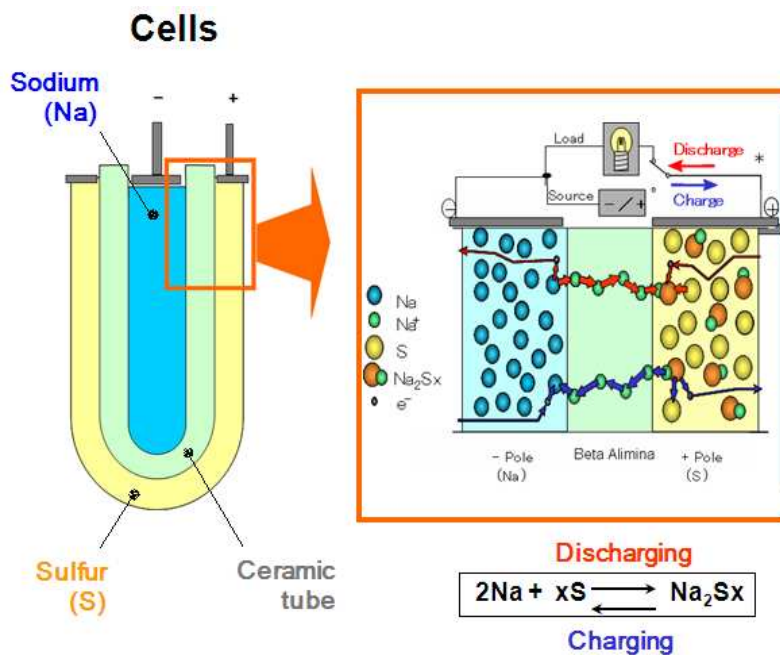 Cells
Sodium
(Na)
-
+
Sulfur
(S)
Ceramic
tube
Load
Discharge
*
Source
- / +
Charge
-
+
Na
Na+
S
Na2Sx
e-
- Pole
(Na)
Beta Alimina
+ Pole
(S)
Discharging
2Na + xS Na2Sx
Charging